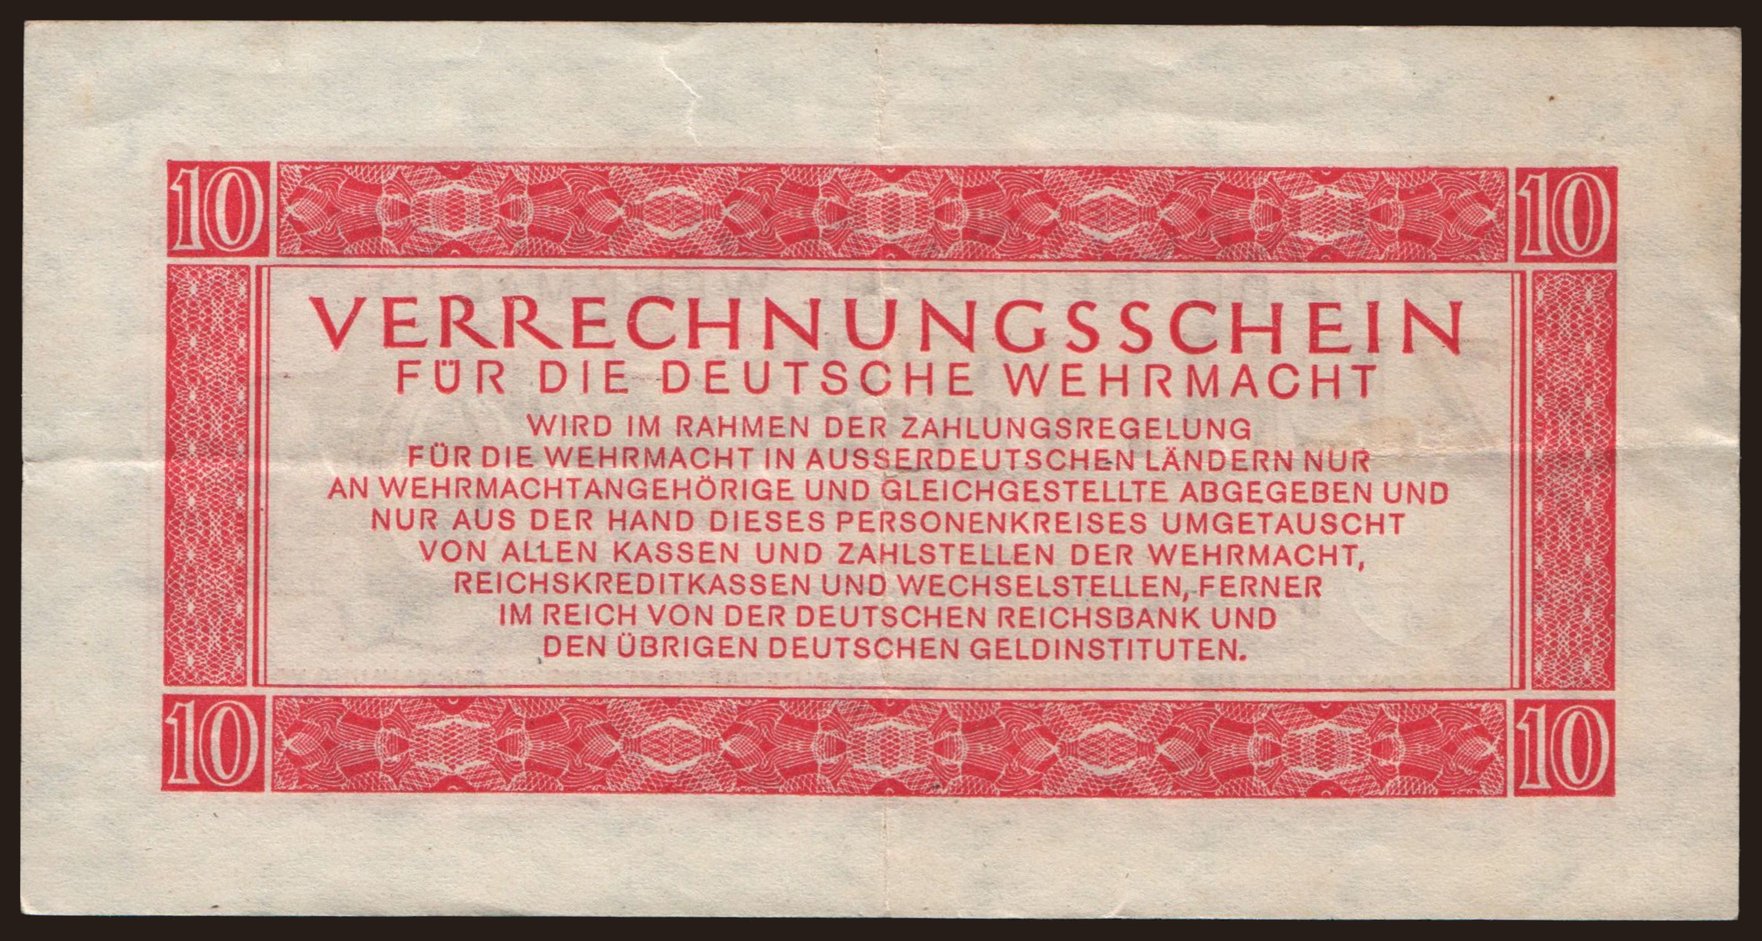 10 10
VERRECHNUNGSSCHEIN
FÜR DIE DEUTSCHE WEHRMACHT
WIRD IM RAHMEN DER ZAHLUNGSREGELUNG
FÜR DIE WEHRMACHT IN AUSSERDEUTSCHEN LÄNDERN NUR
AN WEHRMACHTANGEHÖRIGE UND GLEICHGESTELLTE ABGEGEBEN UND
NUR AUS DER HAND DIESES PERSONENKREISES UMGETAUSCHT
VON ALLEN KASSEN UND ZAHLSTELLEN DER WEHRMACHT,
REICHSKREDITKASSEN UND WECHSELSTELLEN, FERNER
IM REICH VON DER DEUTSCHEN REICHSBANK UND
DEN ÜBRIGEN DEUTSCHEN GELDINSTITUTEN.
10 10